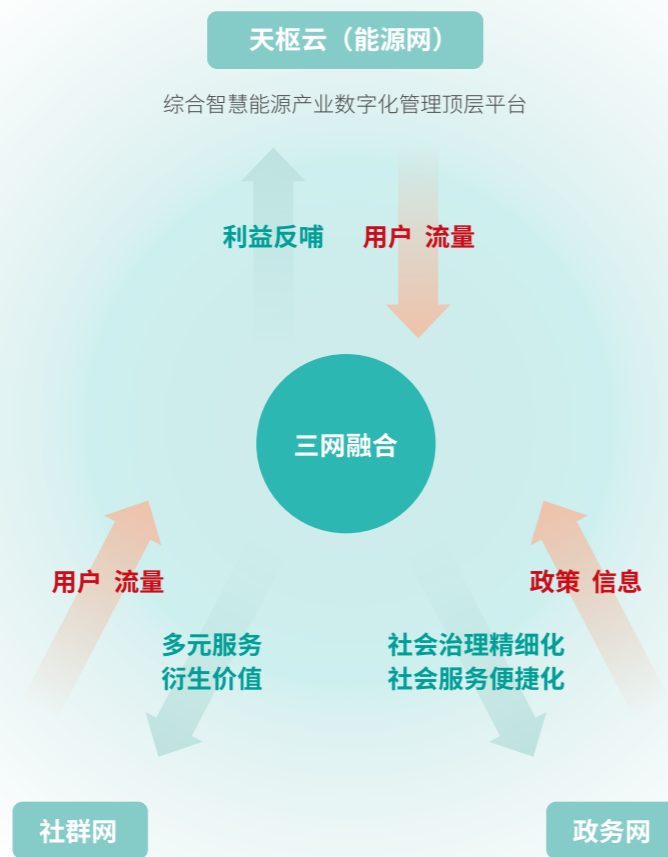 天枢云（能源网）
综合智慧能源产业数字化管理顶层平台
利益反哺
用户 流量
三网融合
用户 流量
政策 信息
多元服务
衍生价值
社会治理精细化
社会服务便捷化
社群网
政务网